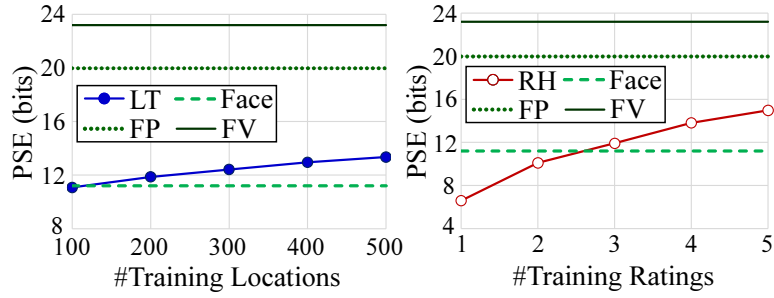 PSE (bits)
24
20
16
12
8
LT Face
FP FV
100 200 300 400 500
#Training Locations
PSE (bits)
24
20
16
12
8
4
RH Face
FP FV
1 2 3 4 5
#Training Ratings